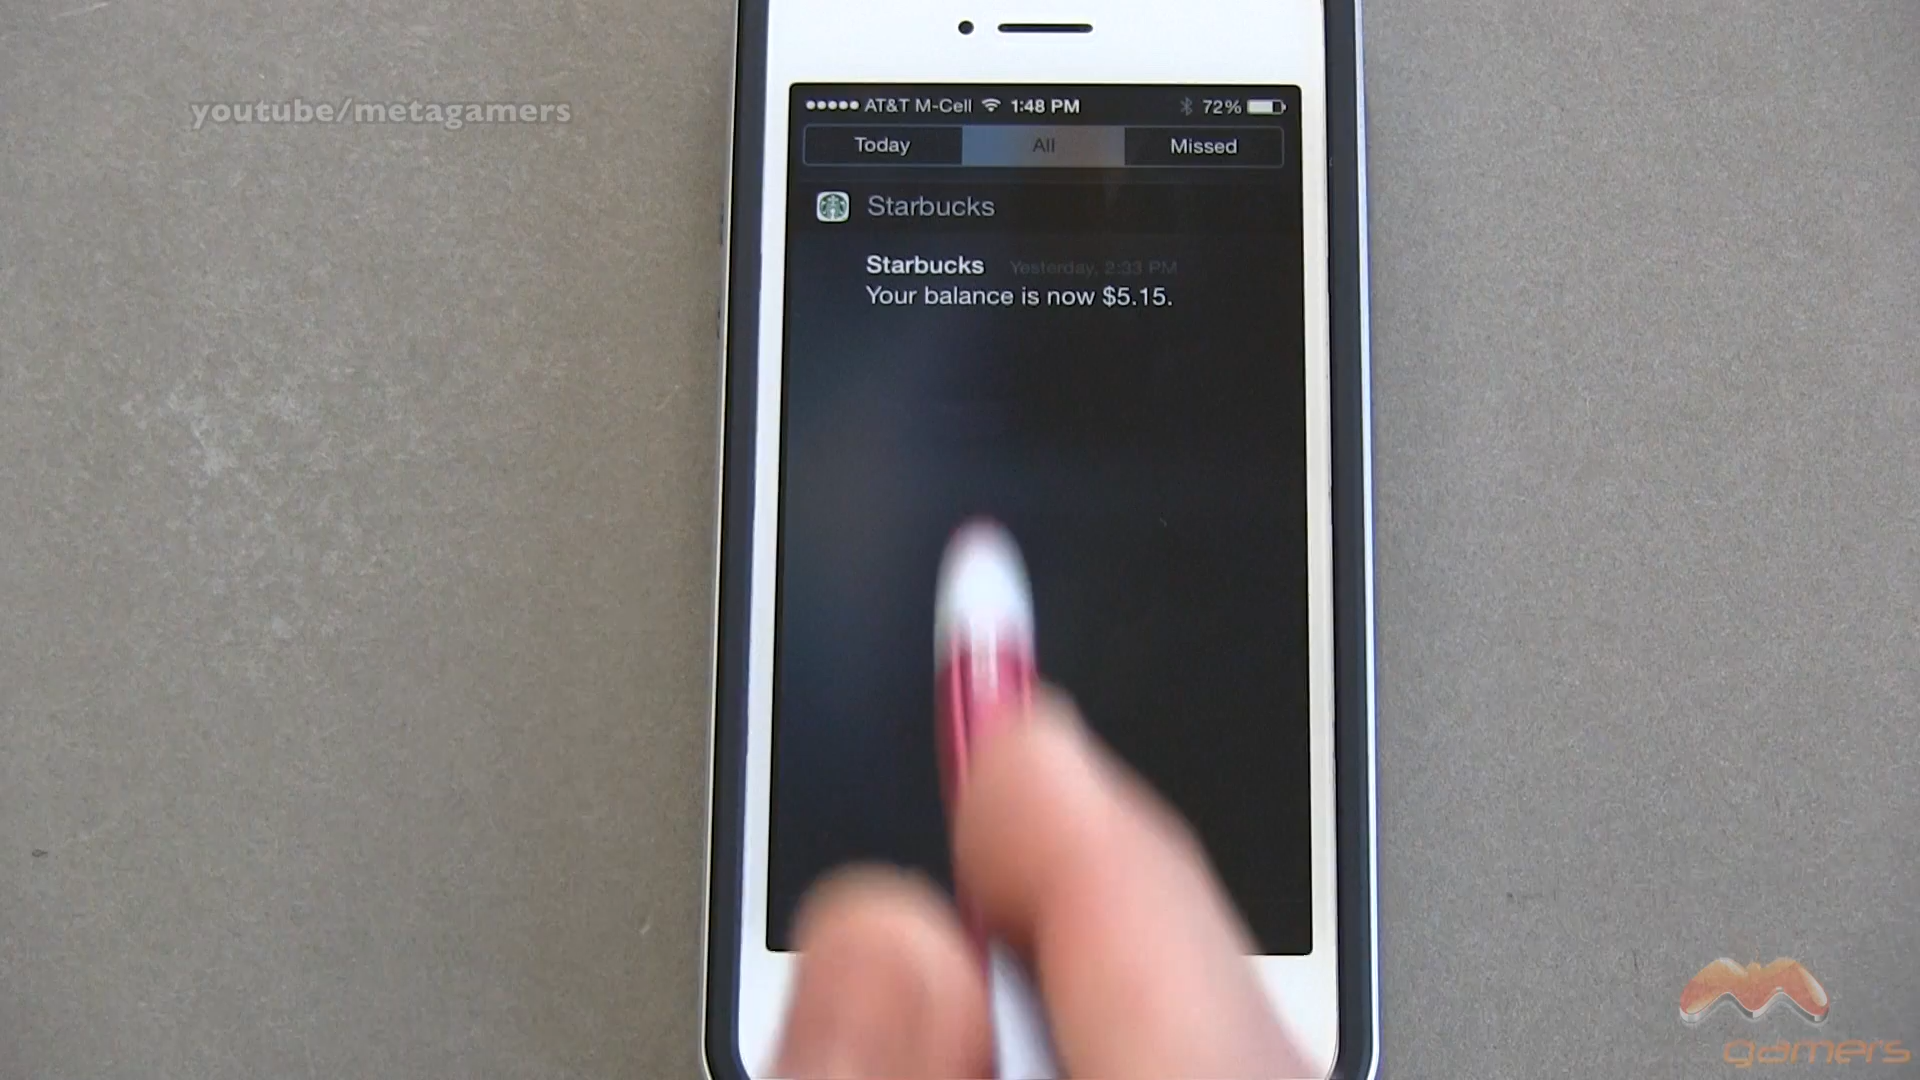 youtube/metagamers
AT&T M-Cell 1:48 PM 72%
Today All Missed
Starbucks
Starbucks Yesterday, 2:33 PM
Your balance is now $5.15.
gamers